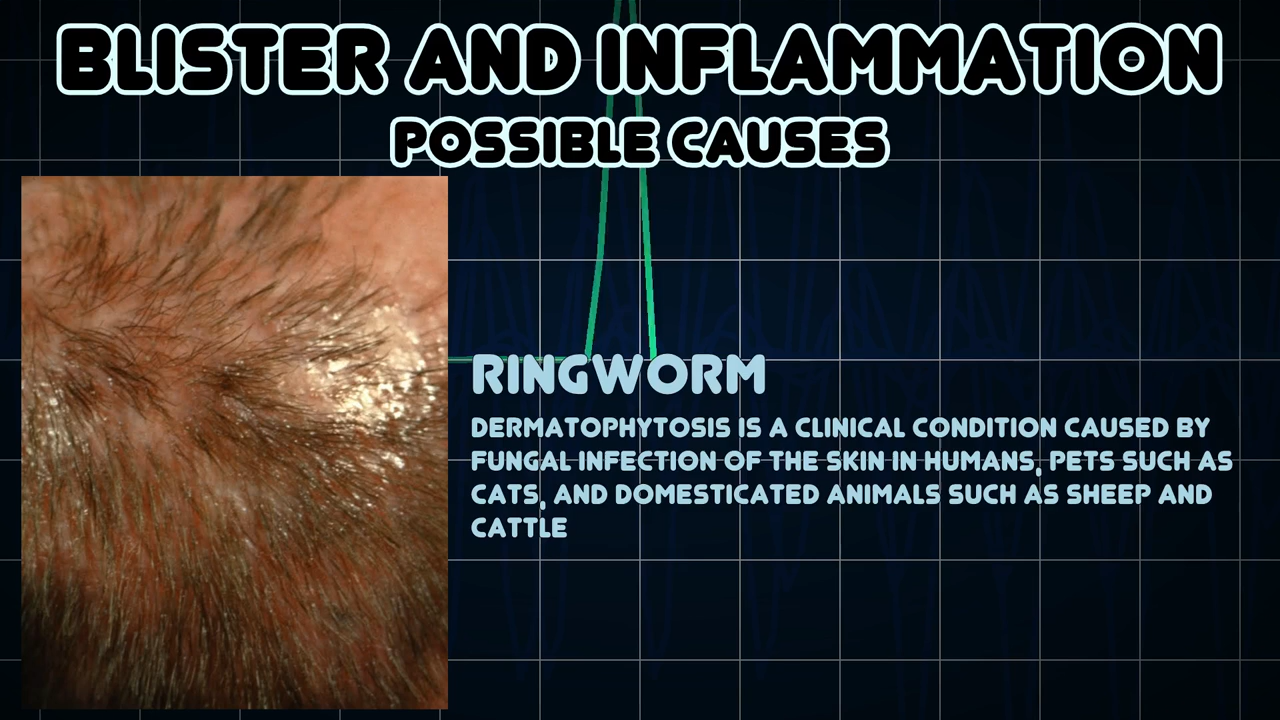 BLISTER AND INFLAMMATION
POSSIBLE CAUSES
RINGWORM
DERMATOPHYTOSIS IS A CLINICAL CONDITION CAUSED BY
FUNGAL INFECTION OF THE SKIN IN HUMANS, PETS SUCH AS
CATS, AND DOMESTICATED ANIMALS SUCH AS SHEEP AND
CATTLE